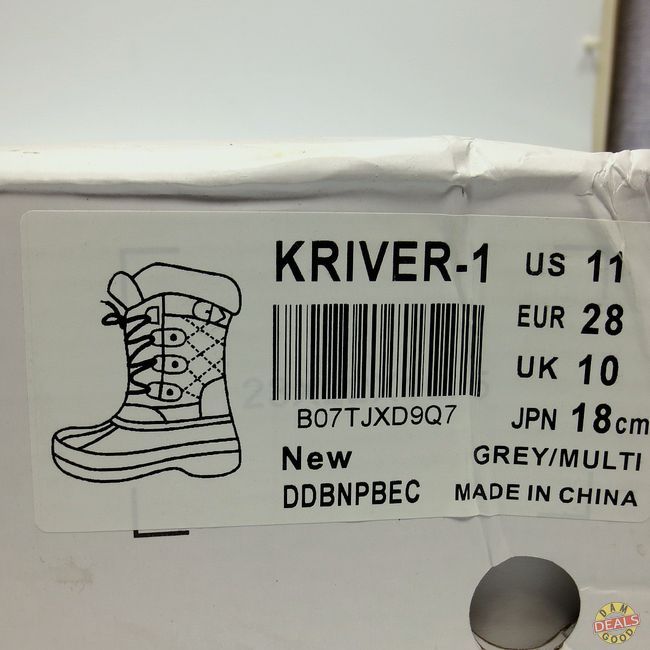 KRIVER-1
US 11
EUR 28
UK 10
JPN 18cm
B07TJXD9Q7
New
GREY/MULTI
DDBNPBEC
MADE IN CHINA
DAM
DEALS
GOOD